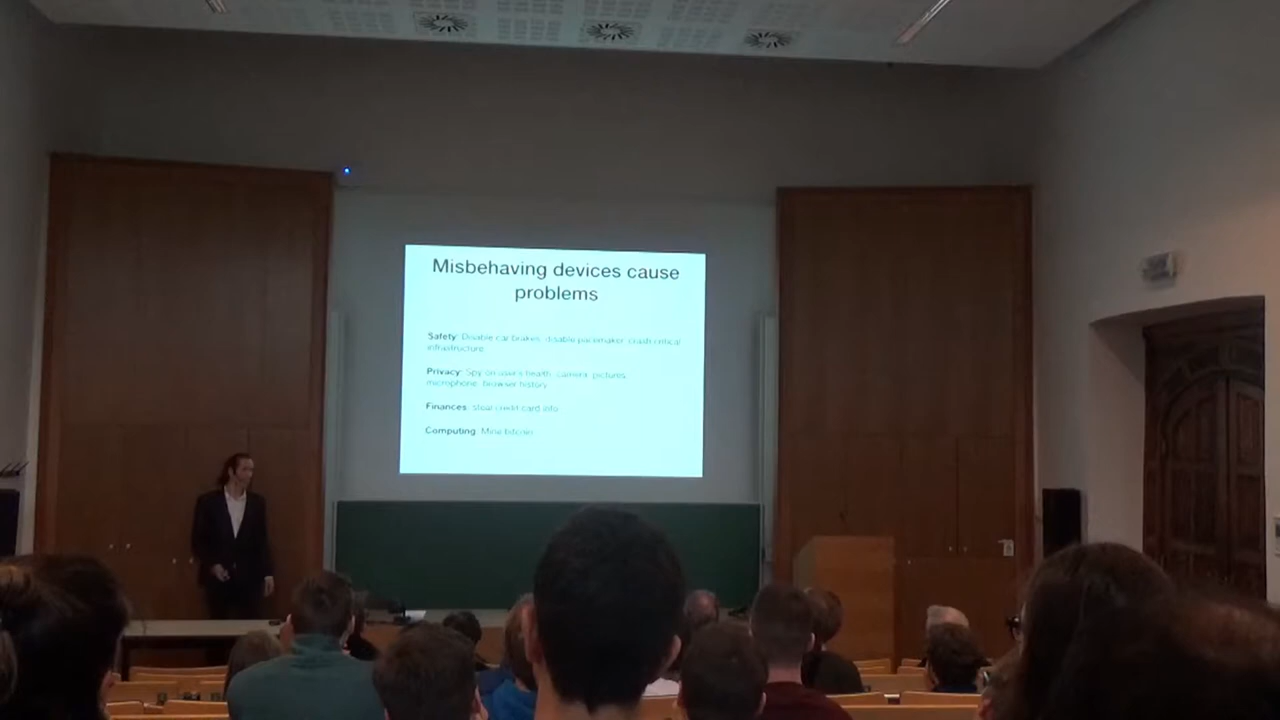 Misbehaving devices cause
problems
Safety: Disable car brakes, disable pacemaker, crash critical
infrastructure
Privacy: Spy on user's health, camera, pictures,
microphone, browser history
Finances: steal credit card info
Computing: Mine bitcoin